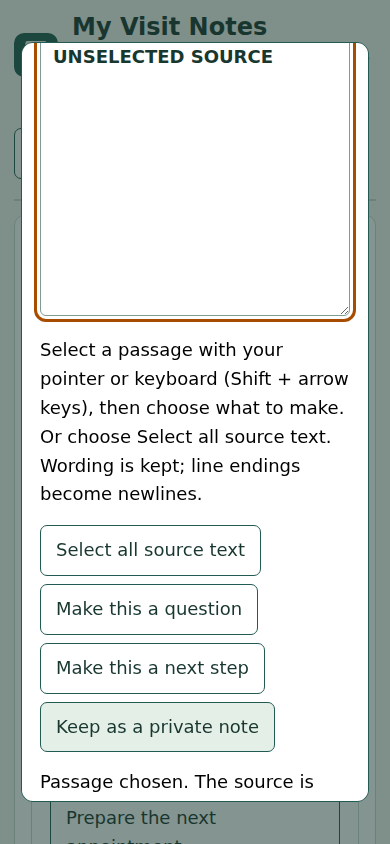 My Visit Notes
UNSELECTED SOURCE
Select a passage with your
pointer or keyboard (Shift + arrow
keys), then choose what to make.
Or choose Select all source text.
Wording is kept; line endings
become newlines.
Select all source text
Make this a question
Make this a next step
Keep as a private note
Passage chosen. The source is
Prepare the next